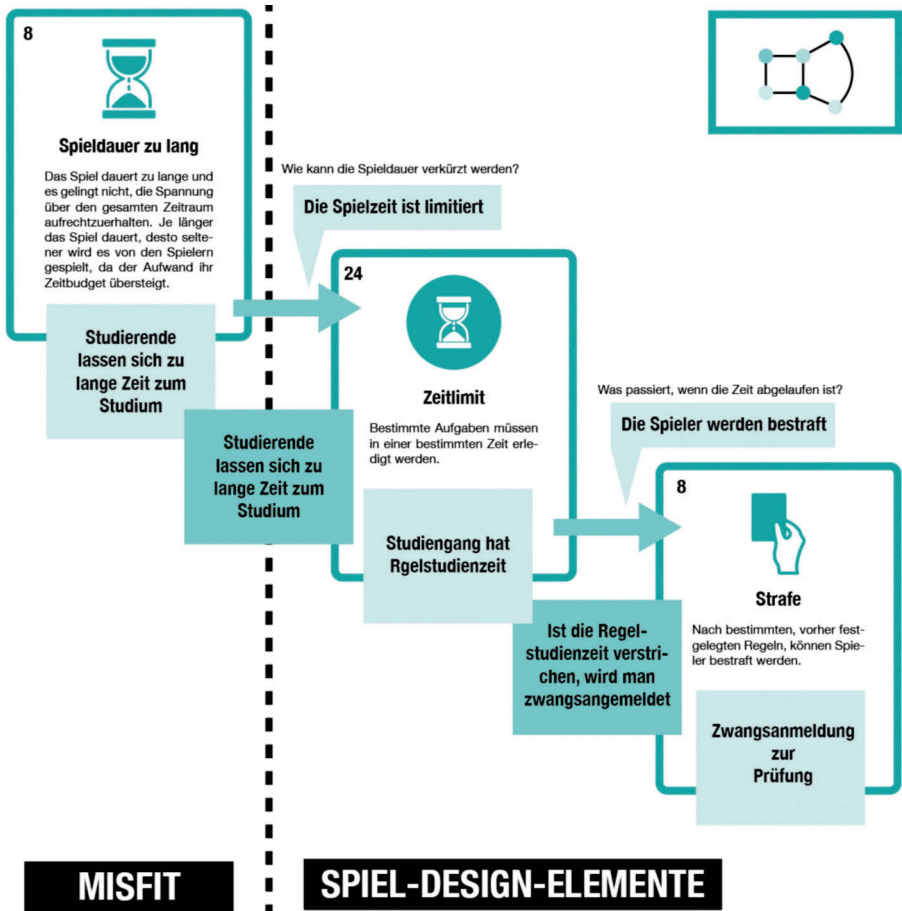 8
Spieldauer zu lang
Das Spiel dauert zu lange und
es gelingt nicht, die Spannung
über den gesamten Zeitraum
aufrechtzuerhalten. Je länger
das Spiel dauert, desto selte-
ner wird es von den Spielern
gespielt, da der Aufwand ihr
Zeitbudget übersteigt.
Studierende
lassen sich zu
lange Zeit zum
Studium
Wie kann die Spieldauer verkürzt werden?
Die Spielzeit ist limitiert
Studierende
lassen sich zu
lange Zeit zum
Studium
24
Zeitlimit
Bestimmte Aufgaben müssen
in einer bestimmten Zeit erle-
digt werden.
Studiengang hat
Rgelstudienzeit
Was passiert, wenn die Zeit abgelaufen ist?
Die Spieler werden bestraft
Ist die Regel-
studienzeit verstri-
chen, wird man
zwangsangemeldet
8
Strafe
Nach bestimmten, vorher fest-
gelegten Regeln, können Spie-
ler bestraft werden.
Zwangsanmeldung
zur
Prüfung
MISFIT
SPIEL-DESIGN-ELEMENTE